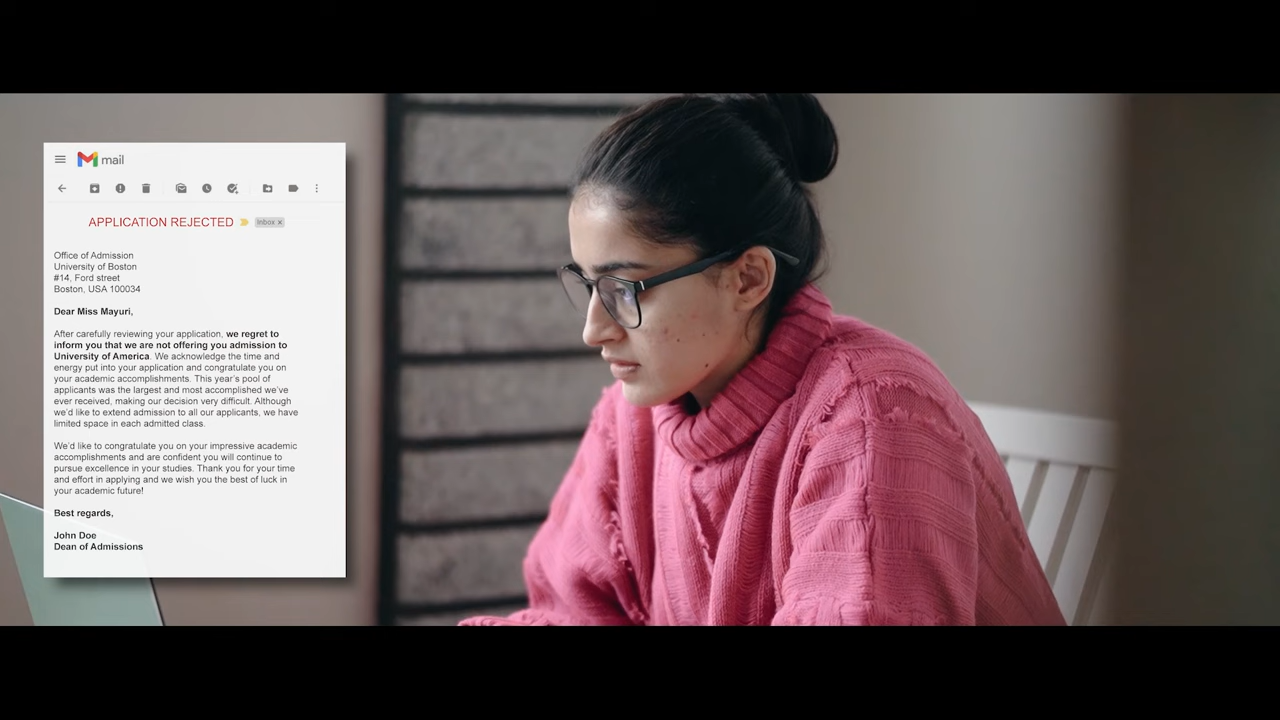 mail
APPLICATION REJECTED Inbox ×
Office of Admission
University of Boston
#14, Ford street
Boston, USA 100034
Dear Miss Mayuri,
After carefully reviewing your application, we regret to
inform you that we are not offering you admission to
University of America. We acknowledge the time and
energy put into your application and congratulate you on
your academic accomplishments. This year's pool of
applicants was the largest and most accomplished we've
ever received, making our decision very difficult. Although
we'd like to extend admission to all our applicants, we have
limited space in each admitted class.
We'd like to congratulate you on your impressive academic
accomplishments and are confident you will continue to
pursue excellence in your studies. Thank you for your time
and effort in applying and we wish you the best of luck in
your academic future!
Best regards,
John Doe
Dean of Admissions